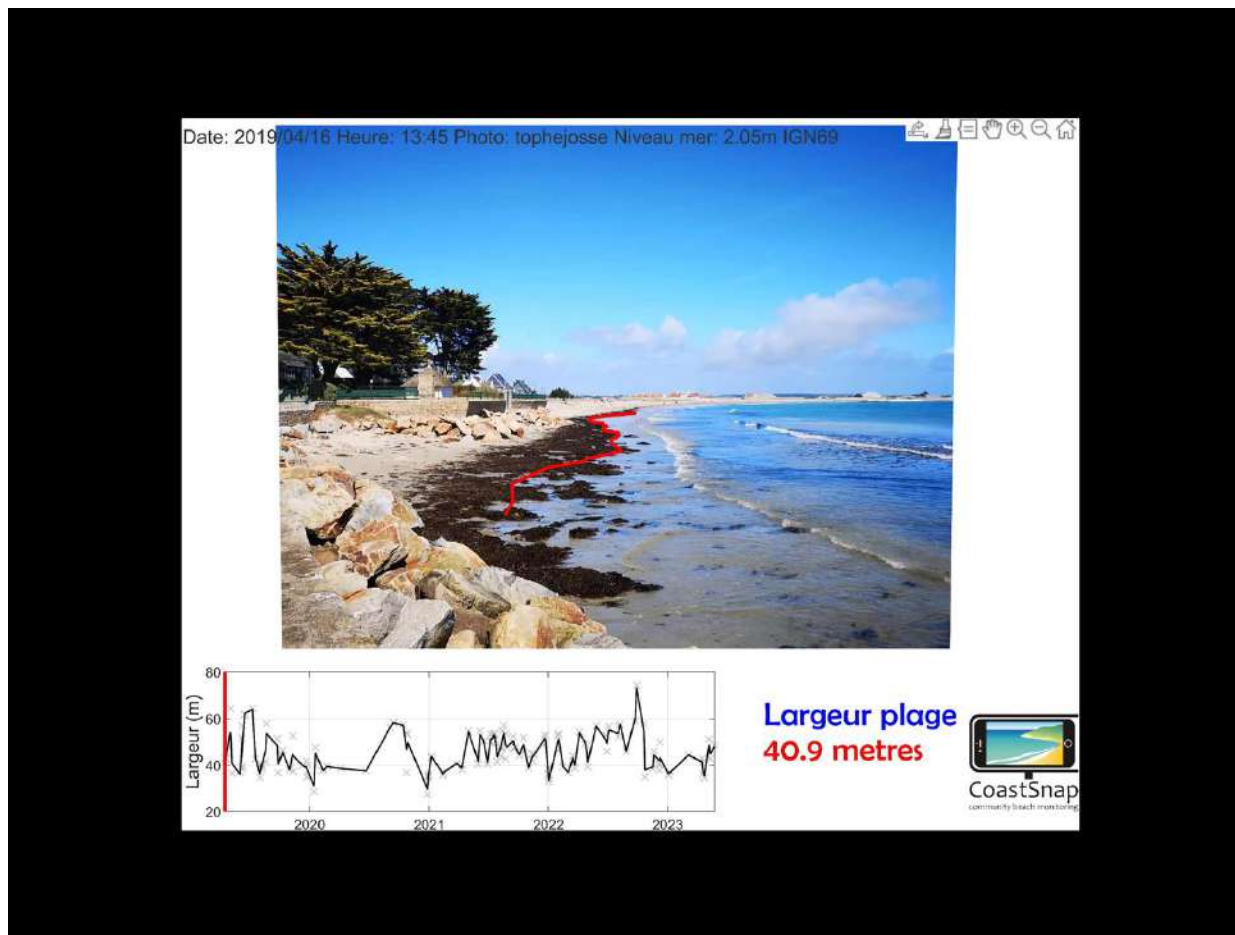 Date: 2019/04/16 Heure: 13:45 Photo: tophejosse Niveau mer: 2.05m IGN69
80
60
40
20
Largeur (m)
2020 2021 2022 2023
Largeur plage
40.9 metres
CoastSnap
community beach monitoring